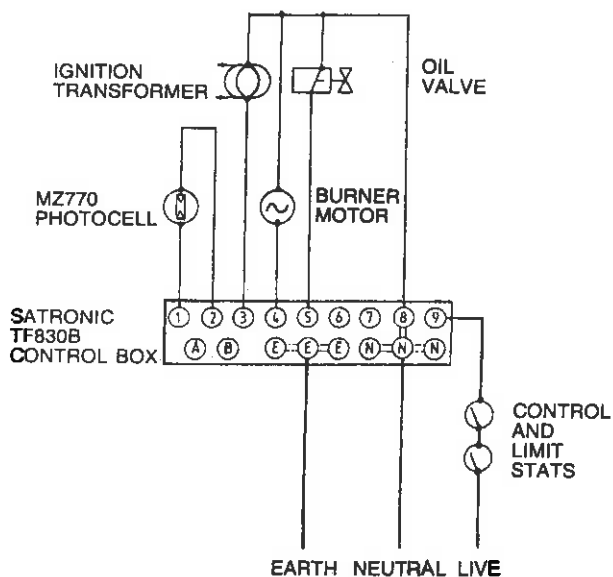 IGNITION
TRANSFORMER
OIL
VALVE
MZ770
PHOTOCELL
BURNER
MOTOR
SATRONIC
TF830B
CONTROL BOX
1 2 3 4 5 6 7 8 9
A B E E E N N N
CONTROL
AND
LIMIT
STATS
EARTH NEUTRAL LIVE